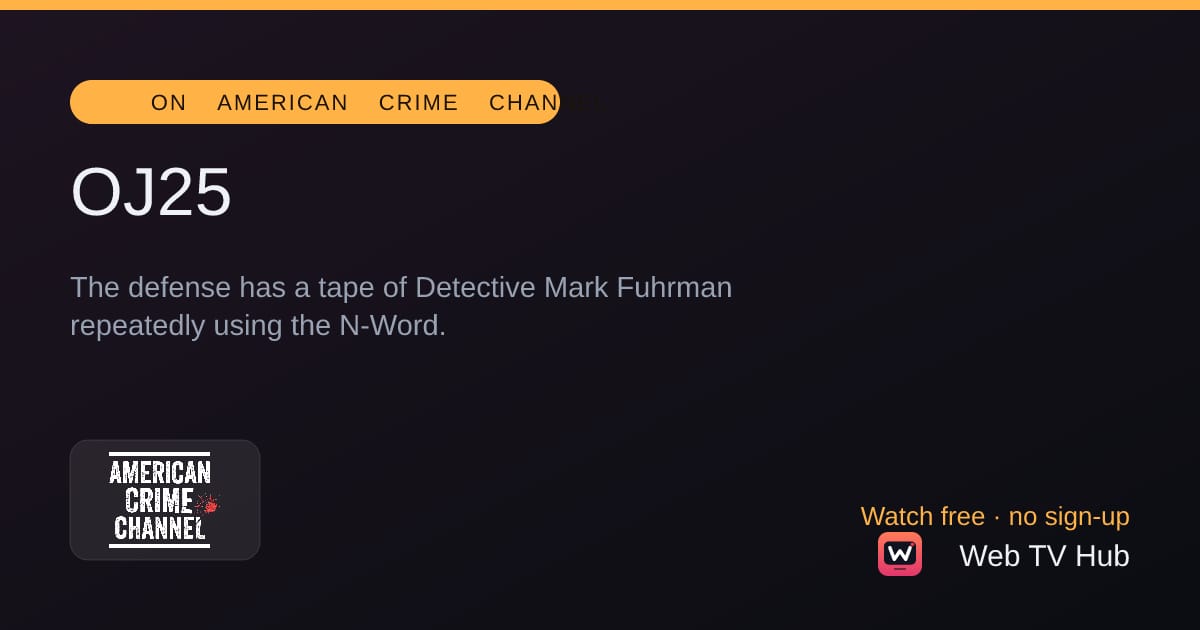 ON AMERICAN CRIME CHANNEL
OJ25
The defense has a tape of Detective Mark Fuhrman
repeatedly using the N-Word.
AMERICAN
CRIME
CHANNEL
Watch free · no sign-up
W
Web TV Hub